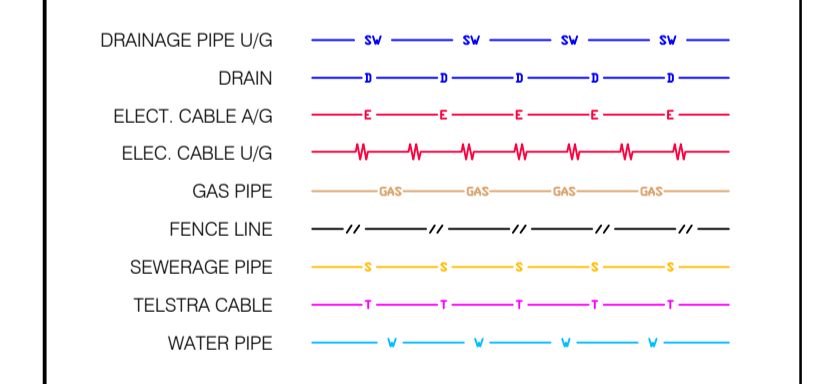 DRAINAGE PIPE U/G SW SW SW SW
DRAIN D D D D D
ELECT. CABLE A/G E E E E E
ELEC. CABLE U/G
GAS PIPE GAS GAS GAS GAS
FENCE LINE
SEWERAGE PIPE S S S S S
TELSTRA CABLE T T T T T
WATER PIPE W W W W